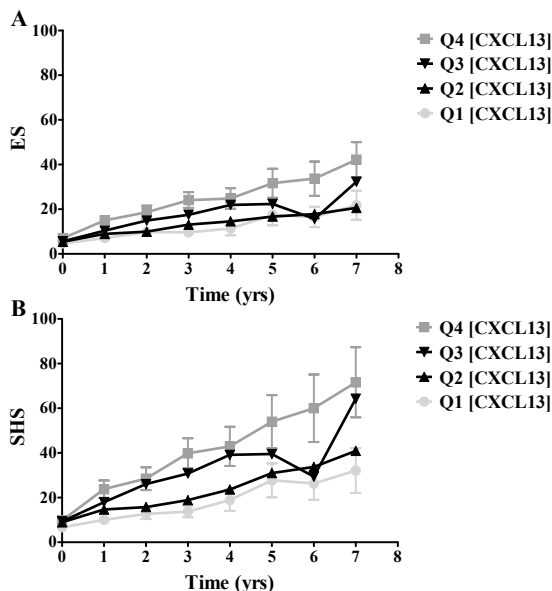 A
100
80
60
40
20
0
ES
0 1 2 3 4 5 6 7 8
Time (yrs)
Q4 [CXCL13]
Q3 [CXCL13]
Q2 [CXCL13]
Q1 [CXCL13]
B
100
80
60
40
20
0
SHS
0 1 2 3 4 5 6 7 8
Time (yrs)
Q4 [CXCL13]
Q3 [CXCL13]
Q2 [CXCL13]
Q1 [CXCL13]